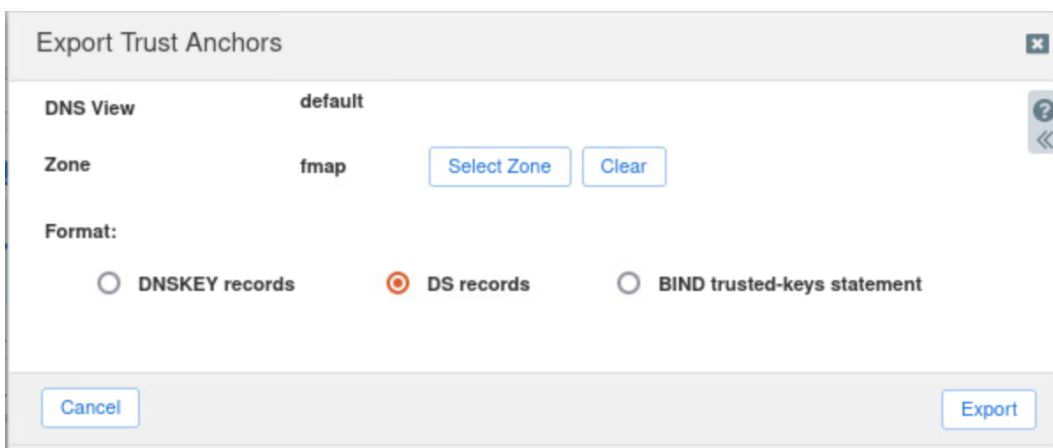 Export Trust Anchors
DNS View default
Zone fmap Select Zone Clear
Format:
DNSKEY records DS records BIND trusted-keys statement
Cancel Export